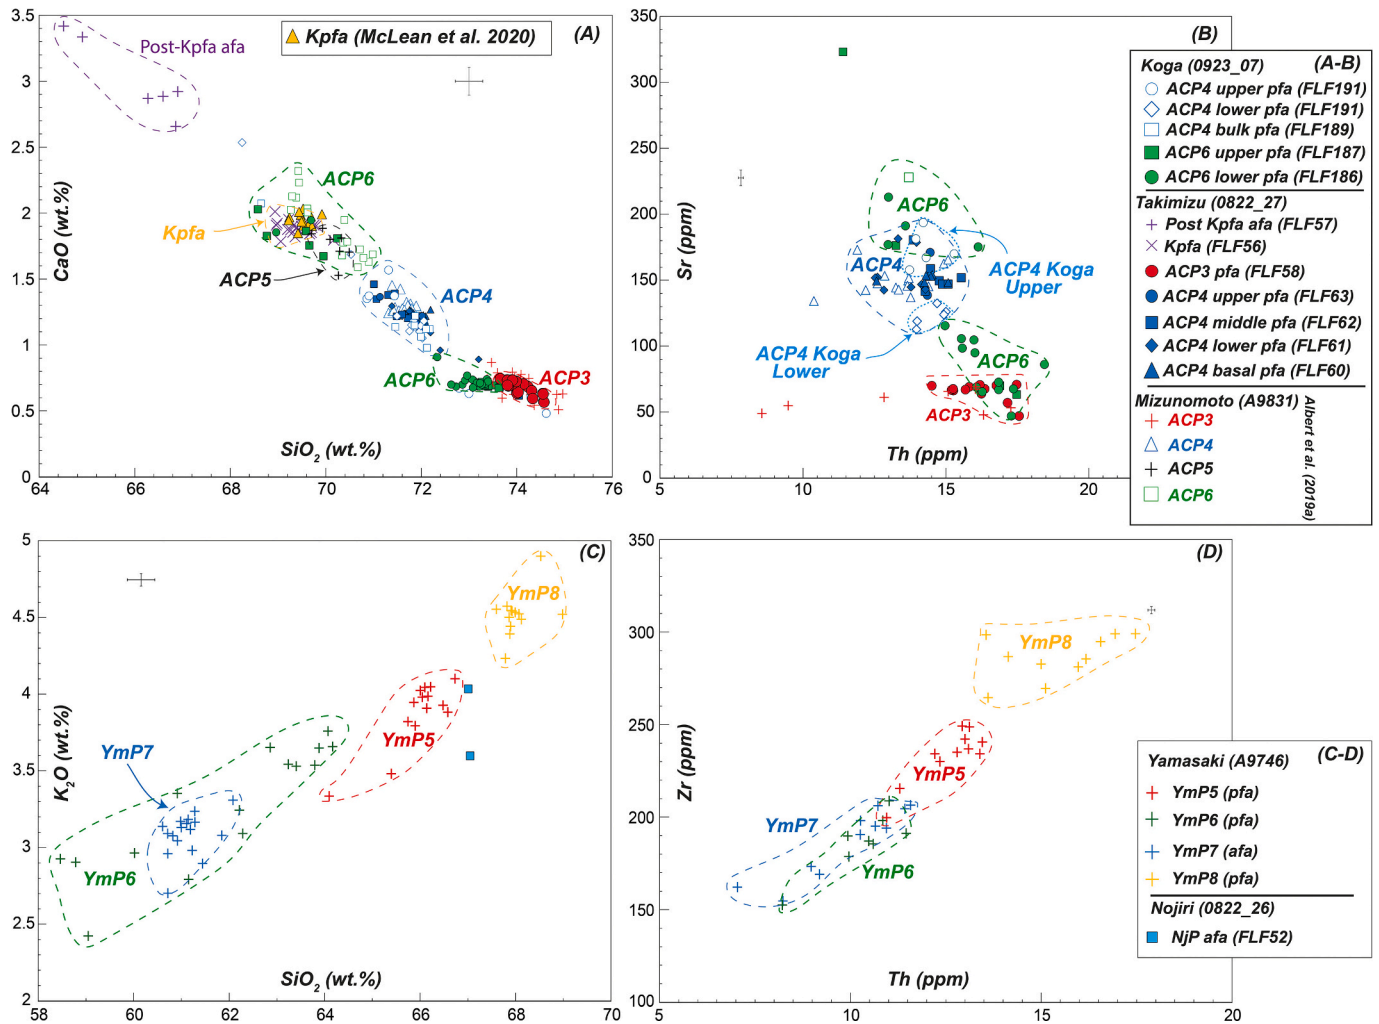 (A)
Kpfa (McLean et al. 2020)
Post-Kpfa afa
ACP6
Kpfa
ACP5
ACP4
ACP6
ACP3
CaO (wt.%)
3.5
3
2.5
2
1.5
1
0.5
0
SiO2 (wt.%)
64
66
68
70
72
74
76
(B)
ACP6
ACP4
ACP4 Koga
Upper
ACP4 Koga
Lower
ACP6
ACP3
Sr (ppm)
350
300
250
200
150
100
50
0
Th (ppm)
5
10
15
20
Koga (0923_07)
(A-B)
ACP4 upper pfa (FLF191)
ACP4 lower pfa (FLF191)
ACP4 bulk pfa (FLF189)
ACP6 upper pfa (FLF187)
ACP6 lower pfa (FLF186)
Takimizu (0822_27)
Post Kpfa afa (FLF57)
Kpfa (FLF56)
ACP3 pfa (FLF58)
ACP4 upper pfa (FLF63)
ACP4 middle pfa (FLF62)
ACP4 lower pfa (FLF61)
ACP4 basal pfa (FLF60)
Mizunomoto (A9831)
ACP3
ACP4
ACP5
ACP6
Albert et al. (2019a)
(C)
YmP8
YmP5
YmP7
YmP6
K2O (wt.%)
5
4.5
4
3.5
3
2.5
2
SiO2 (wt.%)
58
60
62
64
66
68
70
(D)
YmP8
YmP5
YmP7
YmP6
Zr (ppm)
350
300
250
200
150
100
Th (ppm)
5
10
15
20
Yamasaki (A9746)
(C-D)
YmP5 (pfa)
YmP6 (pfa)
YmP7 (afa)
YmP8 (pfa)
Nojiri (0822_26)
NjP afa (FLF52)